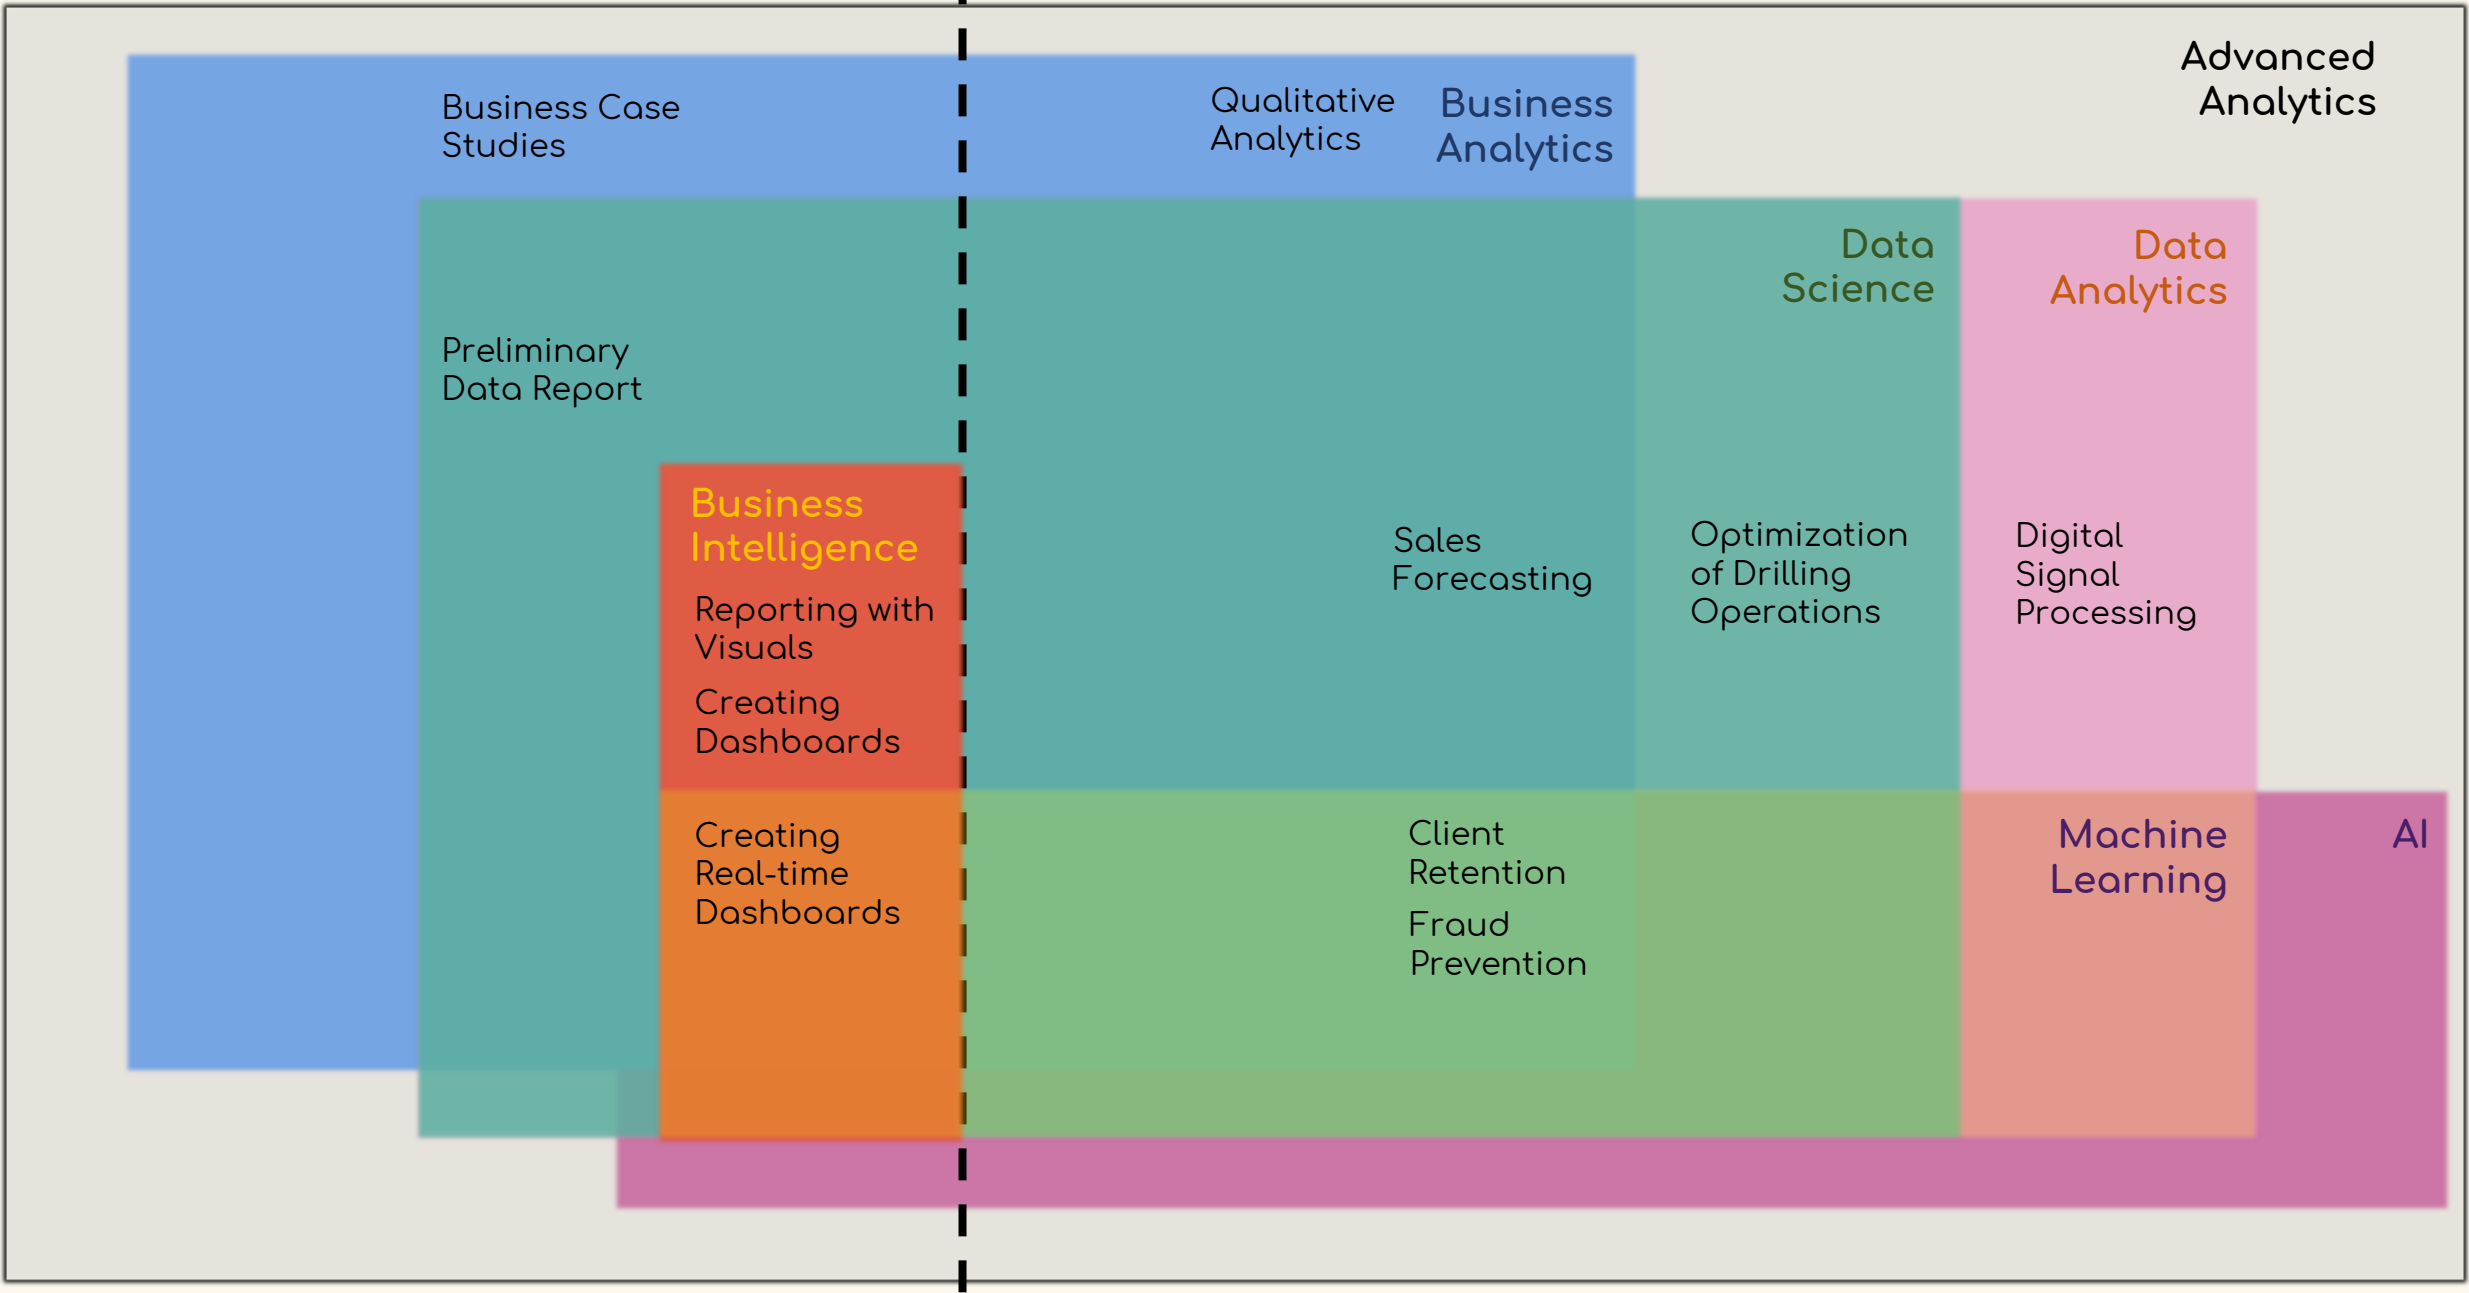 Advanced
Analytics
Business Case
Studies
Qualitative
Analytics
Business
Analytics
Data
Science
Data
Analytics
Preliminary
Data Report
Business
Intelligence
Reporting with
Visuals
Creating
Dashboards
Sales
Forecasting
Optimization
of Drilling
Operations
Digital
Signal
Processing
Creating
Real-time
Dashboards
Client
Retention
Fraud
Prevention
Machine
Learning
AI